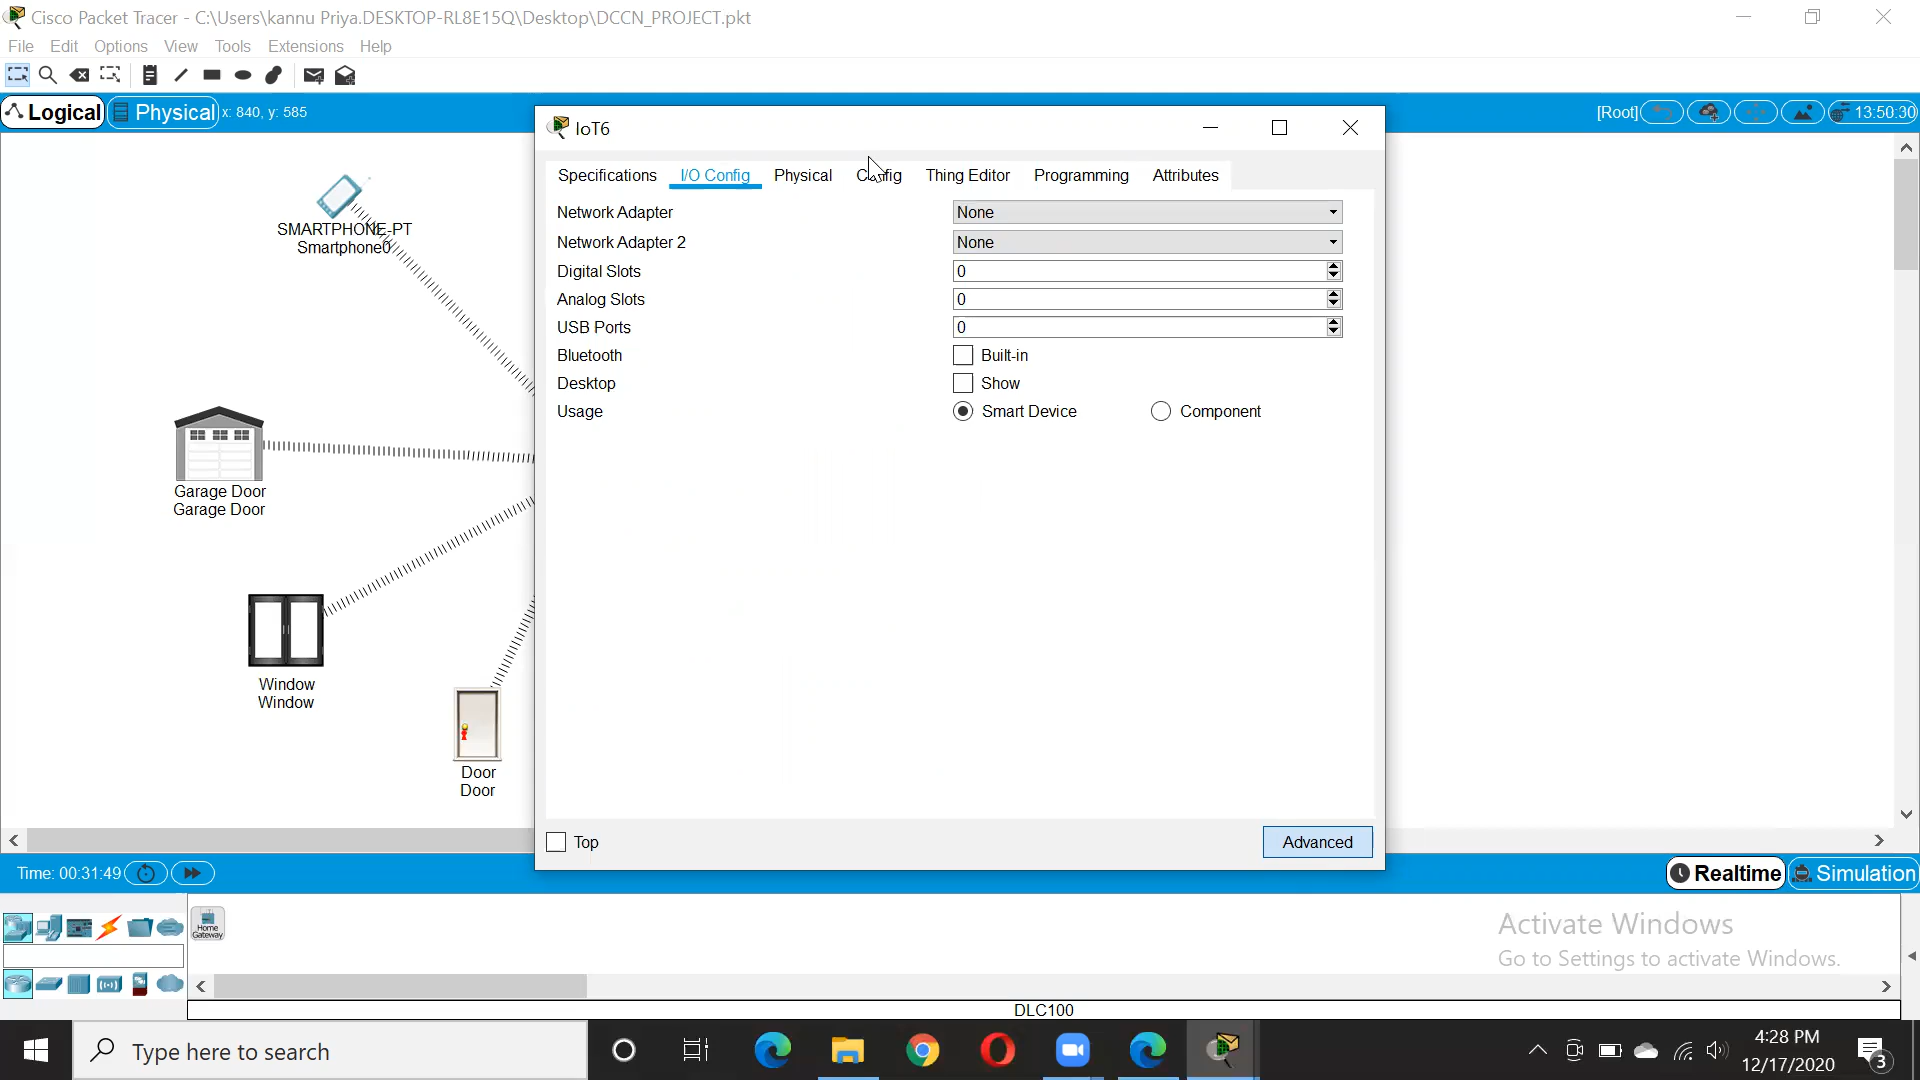 Cisco Packet Tracer - C:\Users\kannu Priya.DESKTOP-RL8E15Q\Desktop\DCCN_PROJECT.pkt
File Edit Options View Tools Extensions Help
Logical Physical x: 840, y: 585 [Root] 13:50:30
IoT6
Specifications I/O Config Physical Config Thing Editor Programming Attributes
Network Adapter None
Network Adapter 2 None
Digital Slots 0
Analog Slots 0
USB Ports 0
Bluetooth Built-in
Desktop Show
Usage Smart Device Component
Top Advanced
SMARTPHONE-PT
Smartphone0
Garage Door
Garage Door
Window
Window
Door
Door
Time: 00:31:49 Realtime Simulation
Home
Gateway
Activate Windows
Go to Settings to activate Windows.
DLC100
Type here to search
4:28 PM
12/17/2020
3